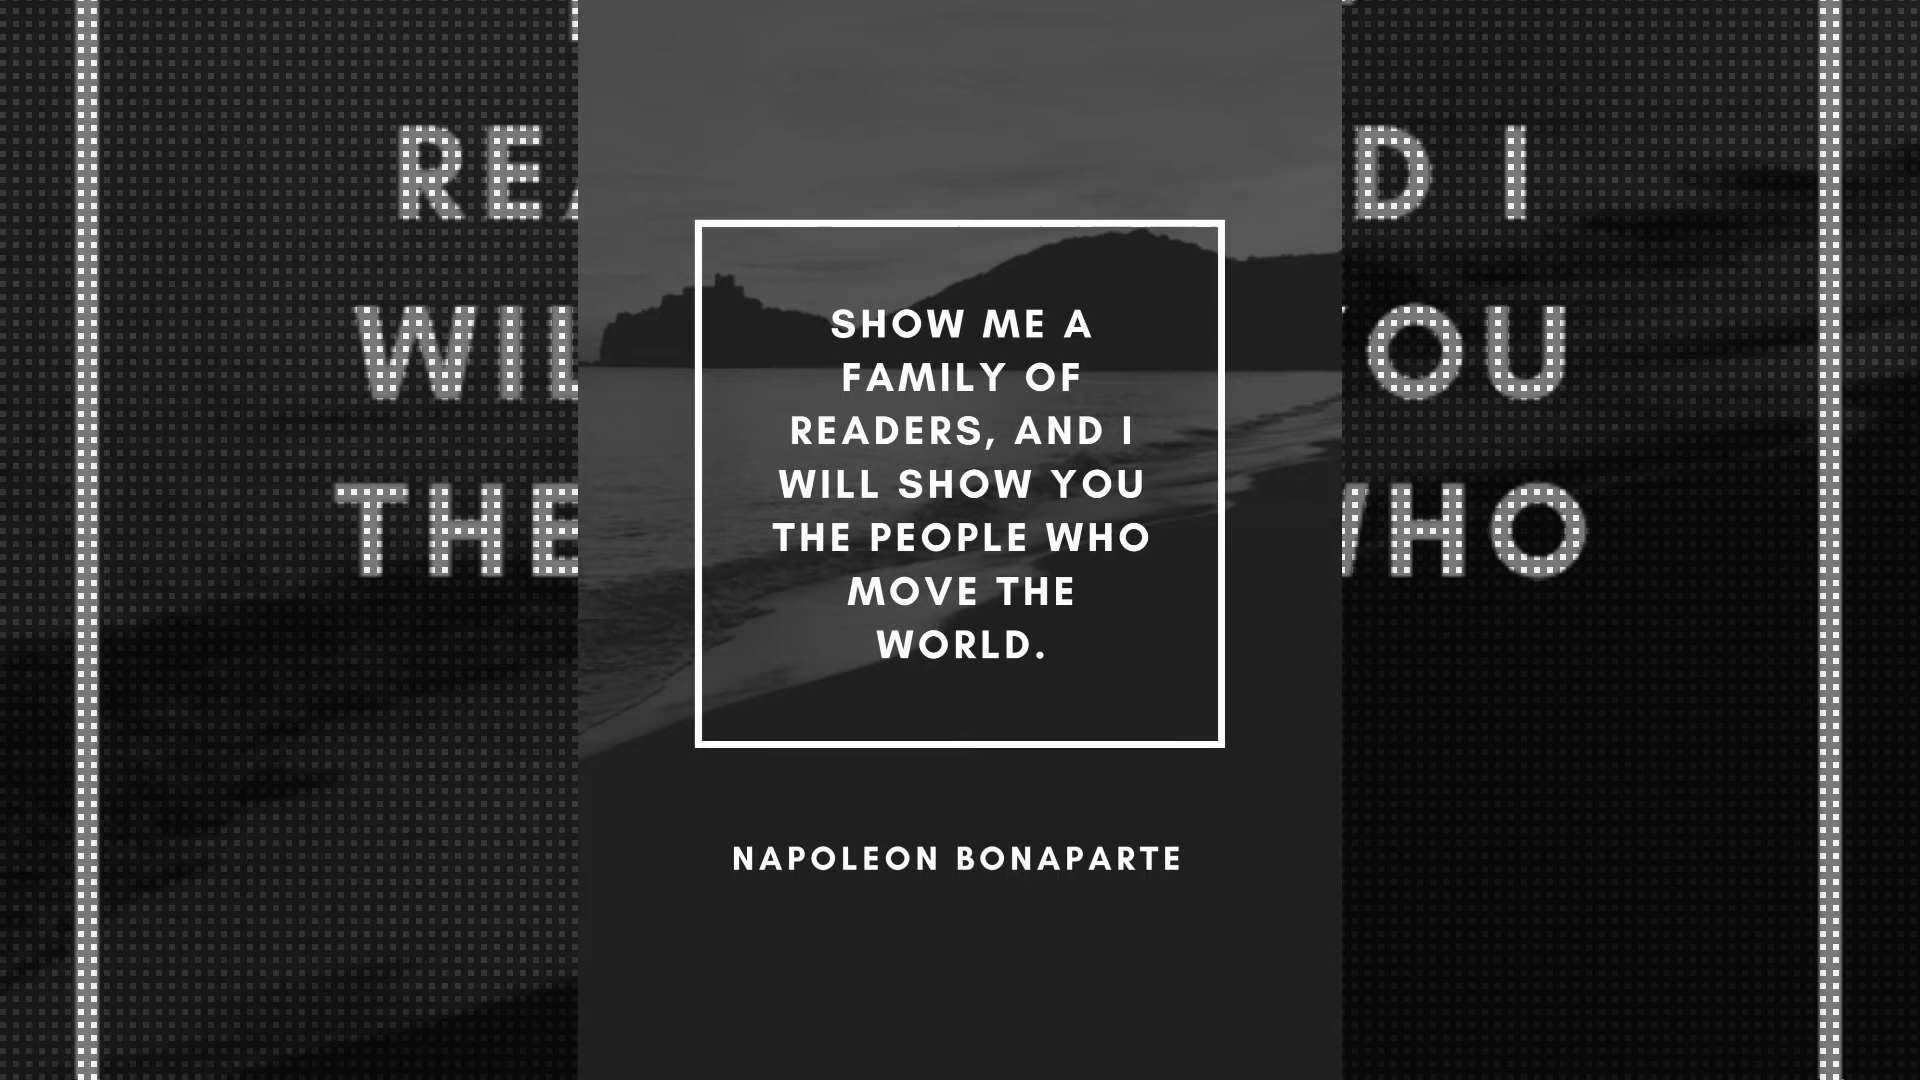 SHOW ME A
FAMILY OF
READERS, AND I
WILL SHOW YOU
THE PEOPLE WHO
MOVE THE
WORLD.
NAPOLEON BONAPARTE